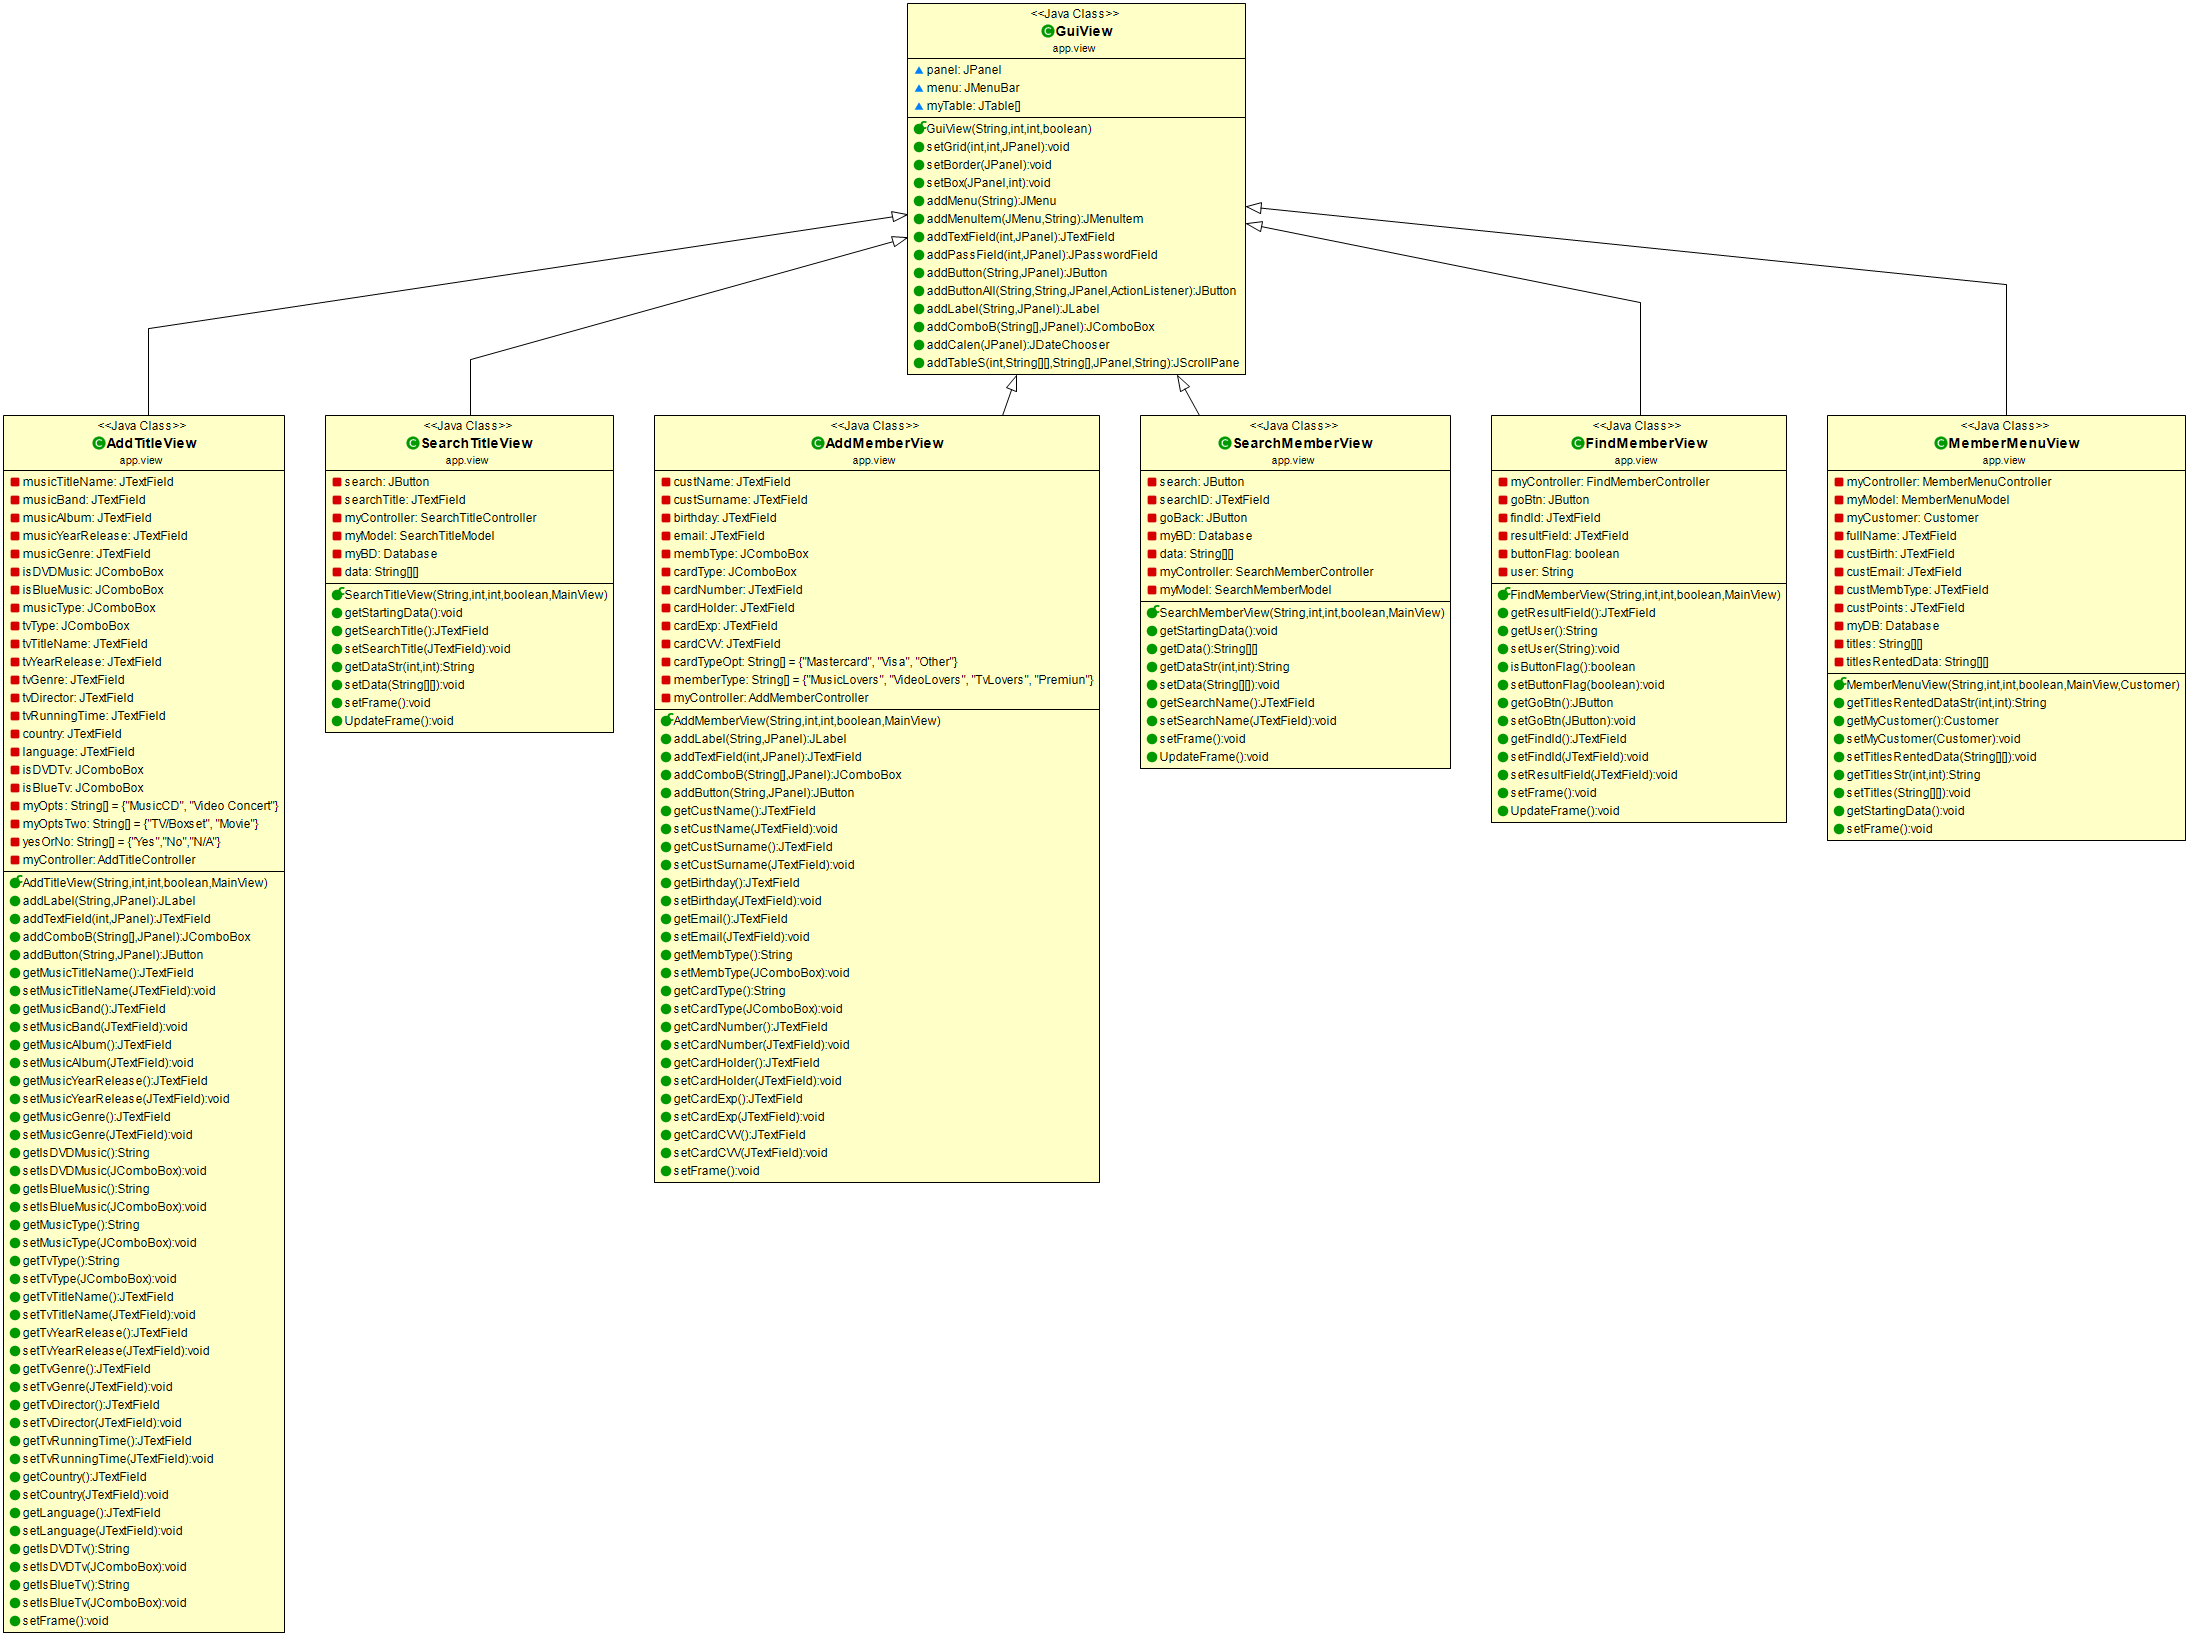 <<Java Class>>
GuiView
app.view
panel: JPanel
menu: JMenuBar
myTable: JTable[]
GuiView(String,int,int,boolean)
setGrid(int,int,JPanel):void
setBorder(JPanel):void
setBox(JPanel,int):void
addMenu(String):JMenu
addMenuItem(JMenu,String):JMenuItem
addTextField(int,JPanel):JTextField
addPassField(int,JPanel):JPasswordField
addButton(String,JPanel):JButton
addButtonAll(String,String,JPanel,ActionListener):JButton
addLabel(String,JPanel):JLabel
addComboB(String[],JPanel):JComboBox
addCalen(JPanel):JDateChooser
addTableS(int,String[][],String[],JPanel,String):JScrollPane
<<Java Class>>
AddTitleView
app.view
musicTitleName: JTextField
musicBand: JTextField
musicAlbum: JTextField
musicYearRelease: JTextField
musicGenre: JTextField
isDVDMusic: JComboBox
isBlueMusic: JComboBox
musicType: JComboBox
tvType: JComboBox
tvTitleName: JTextField
tvYearRelease: JTextField
tvGenre: JTextField
tvDirector: JTextField
tvRunningTime: JTextField
country: JTextField
language: JTextField
isDVDTv: JComboBox
isBlueTv: JComboBox
myOpts: String[] = {"MusicCD", "Video Concert"}
myOptsTwo: String[] = {"TV/Boxset", "Movie"}
yesOrNo: String[] = {"Yes","No","N/A"}
myController: AddTitleController
AddTitleView(String,int,int,boolean,MainView)
addLabel(String,JPanel):JLabel
addTextField(int,JPanel):JTextField
addComboB(String[],JPanel):JComboBox
addButton(String,JPanel):JButton
getMusicTitleName():JTextField
setMusicTitleName(JTextField):void
getMusicBand():JTextField
setMusicBand(JTextField):void
getMusicAlbum():JTextField
setMusicAlbum(JTextField):void
getMusicYearRelease():JTextField
setMusicYearRelease(JTextField):void
getMusicGenre():JTextField
setMusicGenre(JTextField):void
getIsDVDMusic():String
setIsDVDMusic(JComboBox):void
getIsBlueMusic():String
setIsBlueMusic(JComboBox):void
getMusicType():String
setMusicType(JComboBox):void
getTvType():String
setTvType(JComboBox):void
getTvTitleName():JTextField
setTvTitleName(JTextField):void
getTvYearRelease():JTextField
setTvYearRelease(JTextField):void
getTvGenre():JTextField
setTvGenre(JTextField):void
getTvDirector():JTextField
setTvDirector(JTextField):void
getTvRunningTime():JTextField
setTvRunningTime(JTextField):void
getCountry():JTextField
setCountry(JTextField):void
getLanguage():JTextField
setLanguage(JTextField):void
getIsDVDTv():String
setIsDVDTv(JComboBox):void
getIsBlueTv():String
setIsBlueTv(JComboBox):void
setFrame():void
<<Java Class>>
SearchTitleView
app.view
search: JButton
searchTitle: JTextField
myController: SearchTitleController
myModel: SearchTitleModel
myBD: Database
data: String[][]
SearchTitleView(String,int,int,boolean,MainView)
getStartingData():void
getSearchTitle():JTextField
setSearchTitle(JTextField):void
getDataStr(int,int):String
setData(String[][]):void
setFrame():void
UpdateFrame():void
<<Java Class>>
AddMemberView
app.view
custName: JTextField
custSurname: JTextField
birthday: JTextField
email: JTextField
membType: JComboBox
cardType: JComboBox
cardNumber: JTextField
cardHolder: JTextField
cardExp: JTextField
cardCVV: JTextField
cardTypeOpt: String[] = {"Mastercard", "Visa", "Other"}
memberType: String[] = {"MusicLovers", "VideoLovers", "TvLovers", "Premiun"}
myController: AddMemberController
AddMemberView(String,int,int,boolean,MainView)
addLabel(String,JPanel):JLabel
addTextField(int,JPanel):JTextField
addComboB(String[],JPanel):JComboBox
addButton(String,JPanel):JButton
getCustName():JTextField
setCustName(JTextField):void
getCustSurname():JTextField
setCustSurname(JTextField):void
getBirthday():JTextField
setBirthday(JTextField):void
getEmail():JTextField
setEmail(JTextField):void
getMembType():String
setMembType(JComboBox):void
getCardType():String
setCardType(JComboBox):void
getCardNumber():JTextField
setCardNumber(JTextField):void
getCardHolder():JTextField
setCardHolder(JTextField):void
getCardExp():JTextField
setCardExp(JTextField):void
getCardCVV():JTextField
setCardCVV(JTextField):void
setFrame():void
<<Java Class>>
SearchMemberView
app.view
search: JButton
searchID: JTextField
goBack: JButton
myBD: Database
data: String[][]
myController: SearchMemberController
myModel: SearchMemberModel
SearchMemberView(String,int,int,boolean,MainView)
getStartingData():void
getData():String[][]
getDataStr(int,int):String
setData(String[][]):void
getSearchName():JTextField
setSearchName(JTextField):void
setFrame():void
UpdateFrame():void
<<Java Class>>
FindMemberView
app.view
myController: FindMemberController
goBtn: JButton
findId: JTextField
resultField: JTextField
buttonFlag: boolean
user: String
FindMemberView(String,int,int,boolean,MainView)
getResultField():JTextField
getUser():String
setUser(String):void
isButtonFlag():boolean
setButtonFlag(boolean):void
getGoBtn():JButton
setGoBtn(JButton):void
getFindId():JTextField
setFindId(JTextField):void
setResultField(JTextField):void
setFrame():void
UpdateFrame():void
<<Java Class>>
MemberMenuView
app.view
myController: MemberMenuController
myModel: MemberMenuModel
myCustomer: Customer
fullName: JTextField
custBirth: JTextField
custEmail: JTextField
custMembType: JTextField
custPoints: JTextField
myDB: Database
titles: String[][]
titlesRentedData: String[][]
MemberMenuView(String,int,int,boolean,MainView,Customer)
getTitlesRentedDataStr(int,int):String
getMyCustomer():Customer
setMyCustomer(Customer):void
setTitlesRentedData(String[][]):void
getTitlesStr(int,int):String
setTitles(String[][]):void
getStartingData():void
setFrame():void